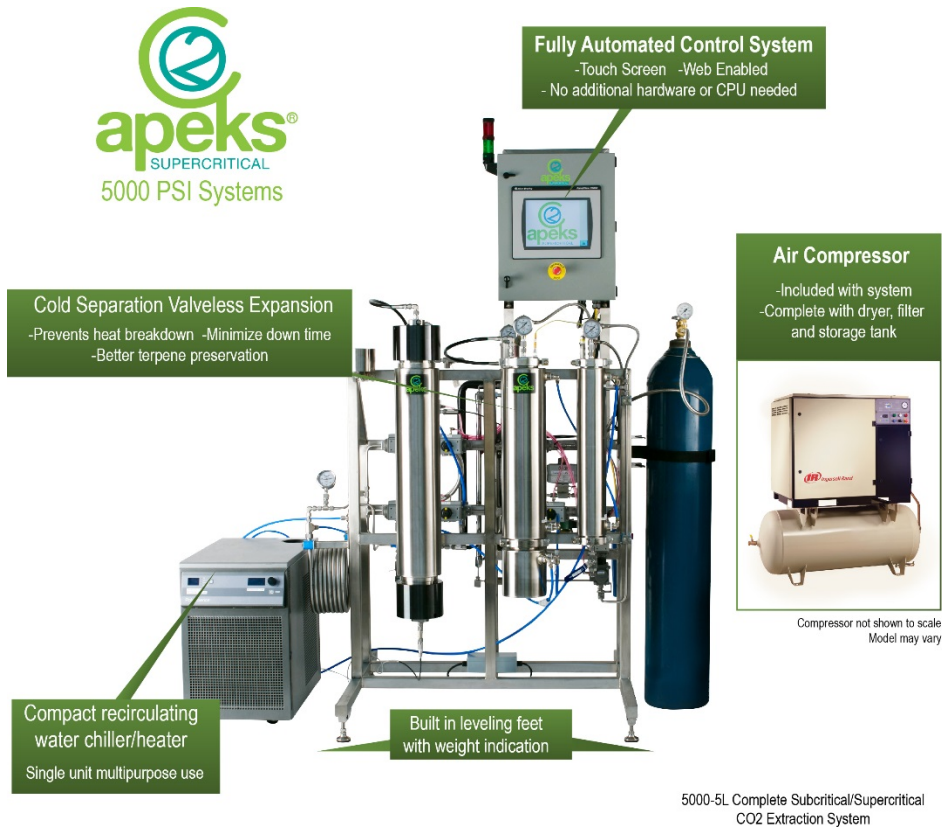 2
apeks®
SUPERCRITICAL
5000 PSI Systems
Fully Automated Control System
-Touch Screen -Web Enabled
- No additional hardware or CPU needed
apeks
apeks
Cold Separation Valveless Expansion
-Prevents heat breakdown -Minimize down time
-Better terpene preservation
apeks
apeks
Air Compressor
-Included with system
-Complete with dryer, filter
and storage tank
IR Ingersoll-Rand
Compressor not shown to scale
Model may vary
Compact recirculating
water chiller/heater
Single unit multipurpose use
Built in leveling feet
with weight indication
5000-5L Complete Subcritical/Supercritical
CO2 Extraction System